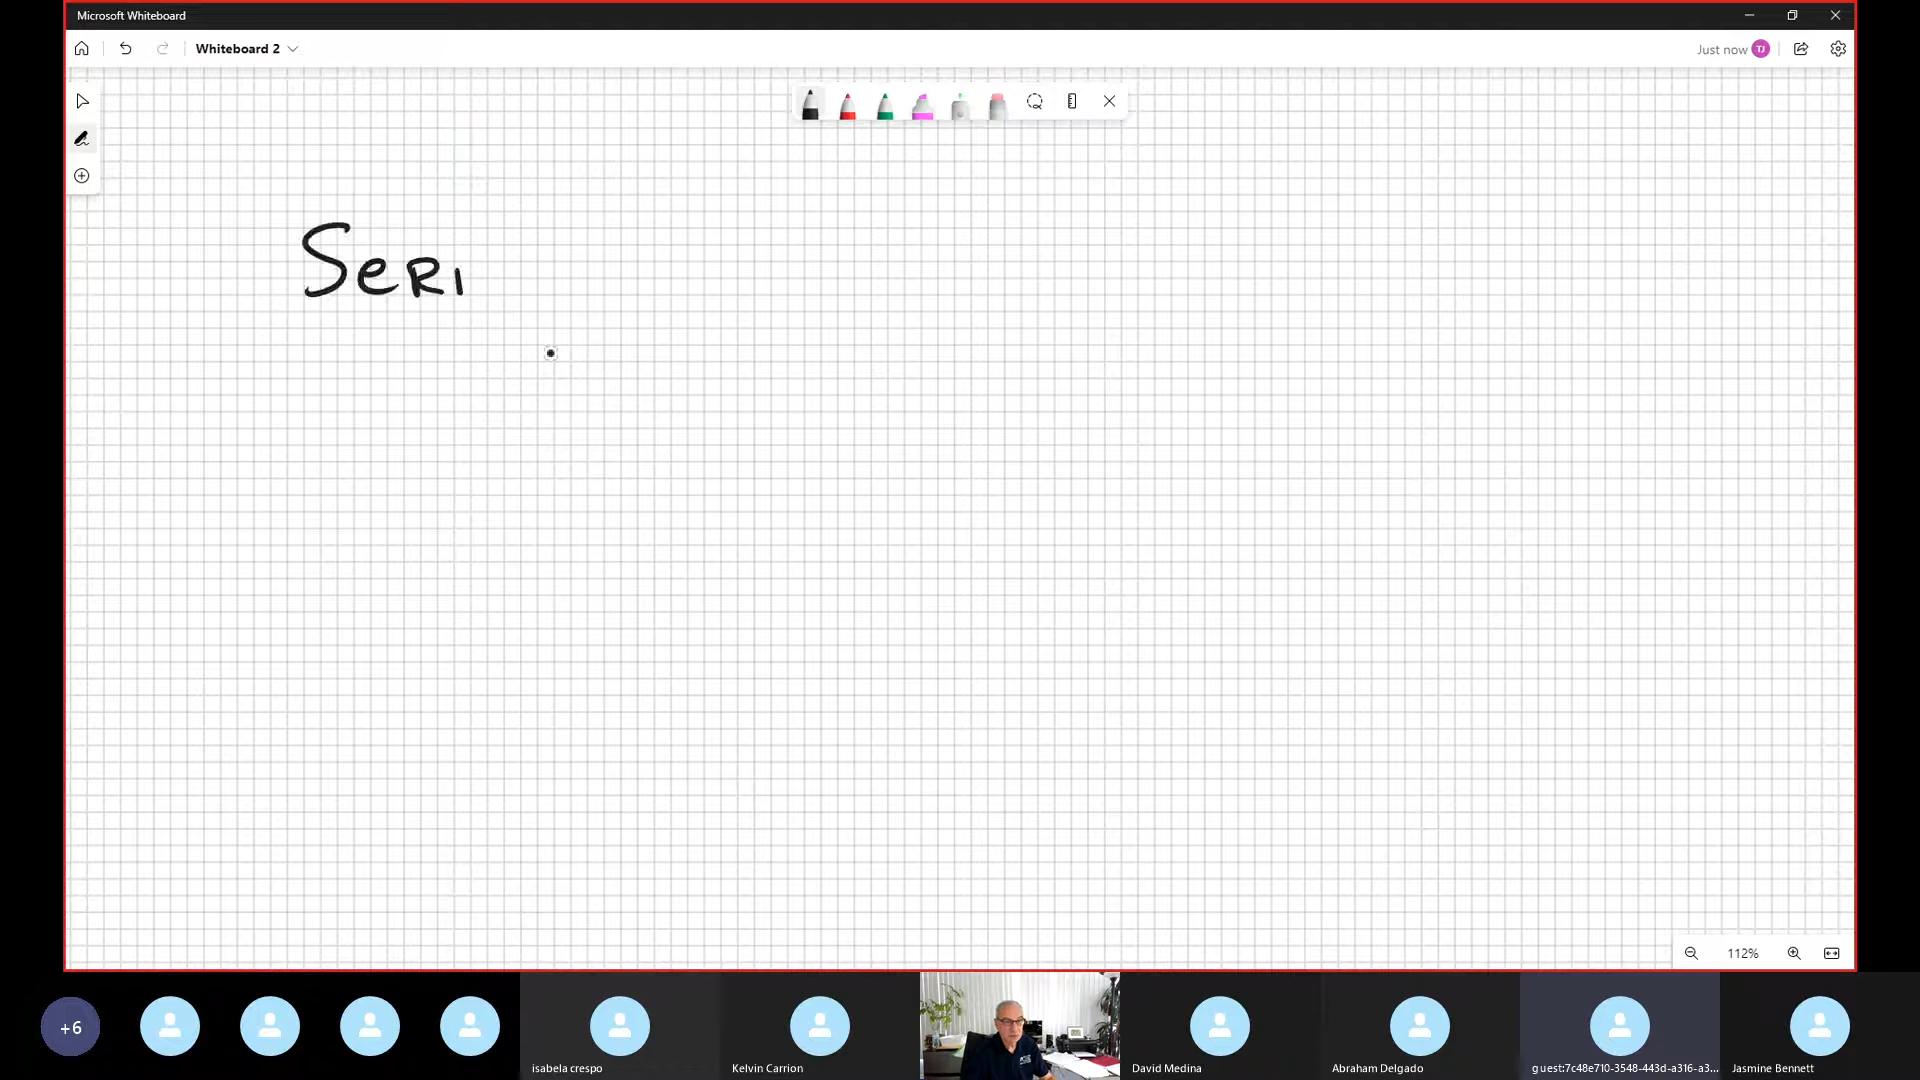 Microsoft Whiteboard
Whiteboard 2
Just now TJ
SeRI
112%
+6
isabela crespo
Kelvin Carrion
David Medina
Abraham Delgado
guest:7c48e710-3548-443d-a316-a3...
Jasmine Bennett